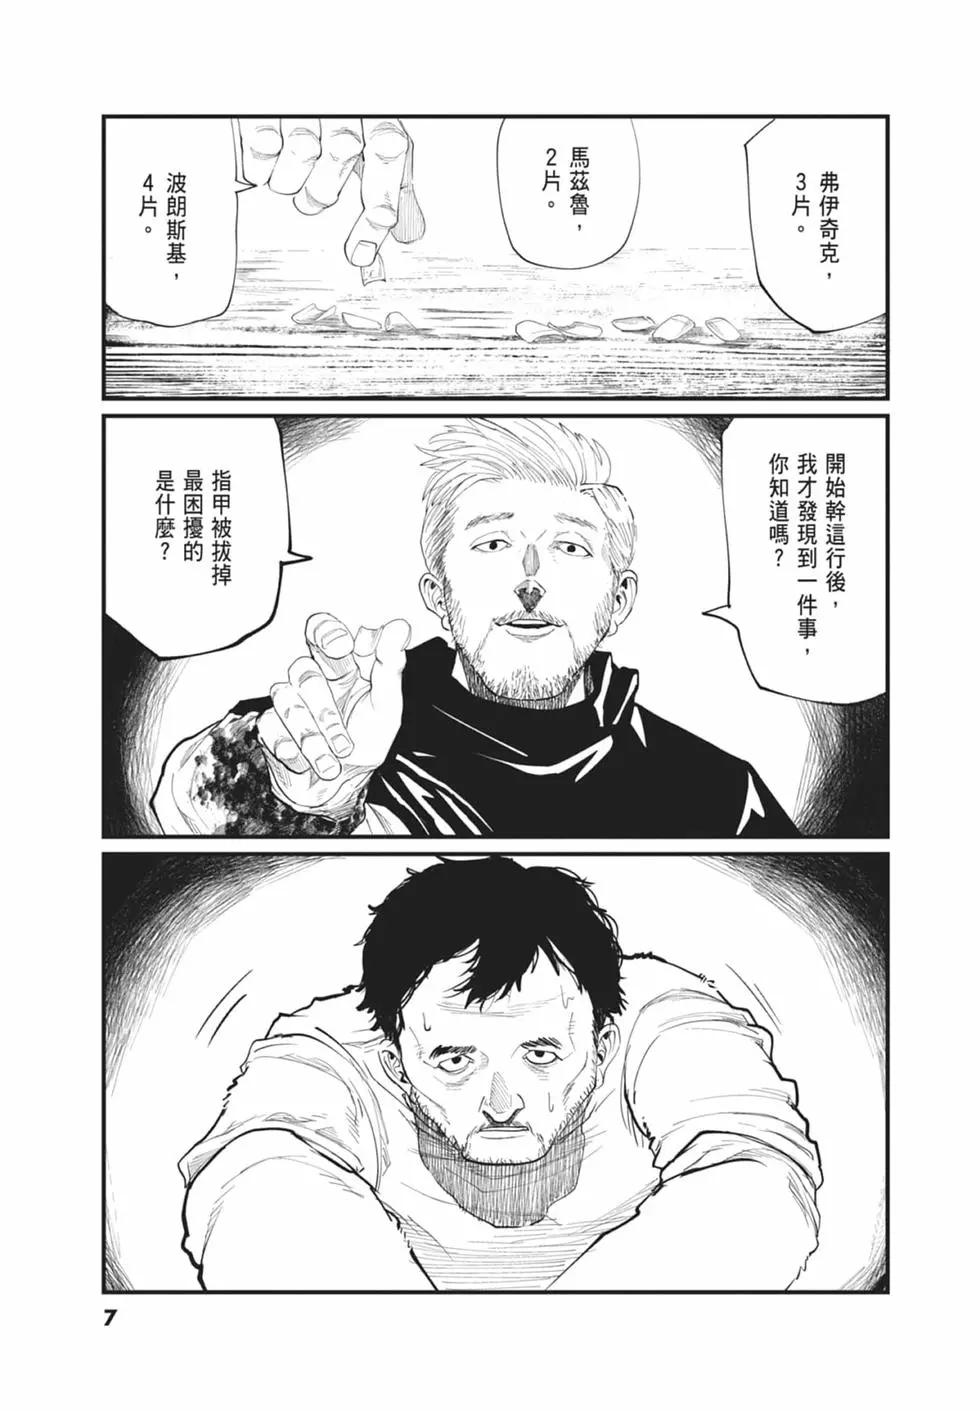 弗伊奇克，
3片。
馬茲魯，
2片。
波朗斯基，
4片。
開始幹這行後，
我才發現到一件事，
你知道嗎？
指甲被拔掉
最困擾的
是什麼？
7